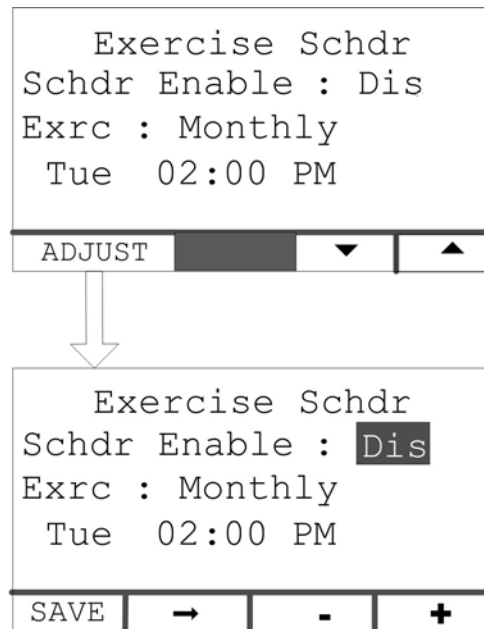 Exercise Schdr
Schdr Enable : Dis
Exrc : Monthly
Tue 02:00 PM
ADJUST ▼ ▲
Exercise Schdr
Schdr Enable : Dis
Exrc : Monthly
Tue 02:00 PM
SAVE → - +